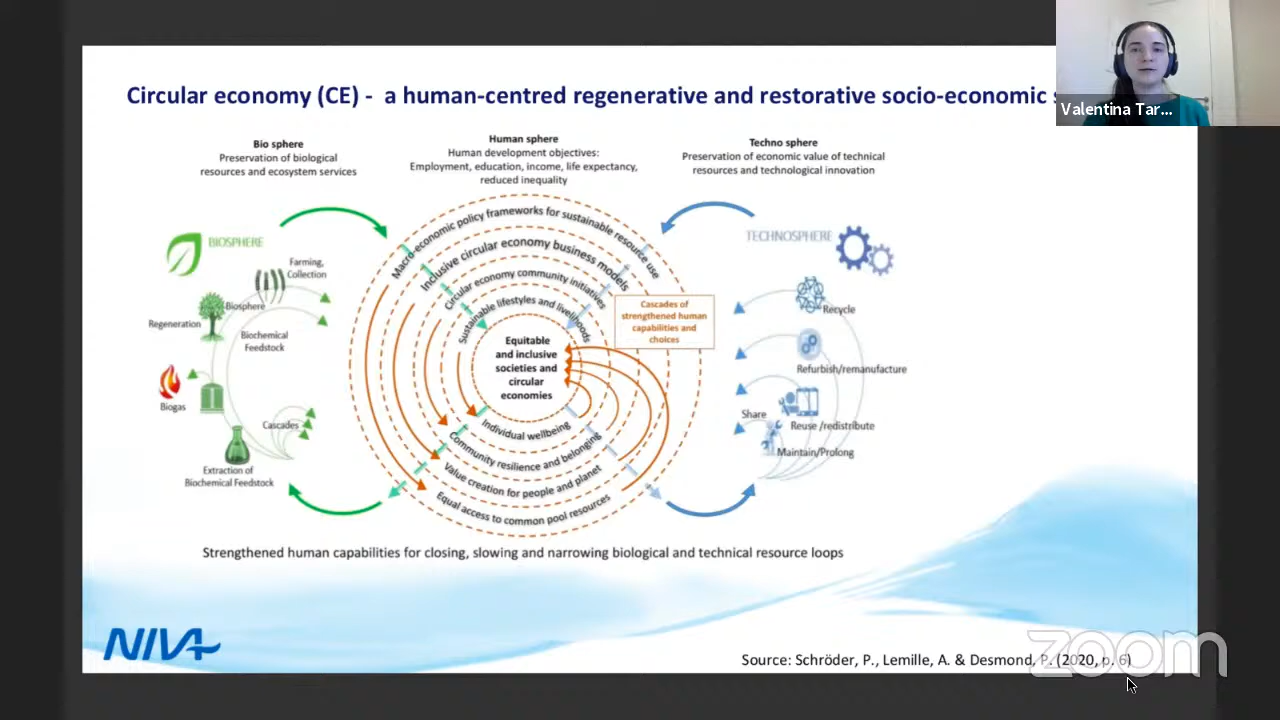 Circular economy (CE) -  a human-centred regenerative and restorative socio-economic
Valentina Tar...
Bio sphere
Preservation of biological
resources and ecosystem services
Human sphere
Human development objectives:
Employment, education, income, life expectancy,
reduced inequality
Techno sphere
Preservation of economic value of technical
resources and technological innovation
BIOSPHERE
Farming,
Collection
Biosphere
Regeneration
Biochemical
Feedstock
Biogas
Cascades
Extraction of
Biochemical Feedstock
Macro-economic policy frameworks for sustainable resource use
Inclusive circular economy business models
Circular economy community initiatives
Sustainable lifestyles and livelihoods
Equitable
and inclusive
societies and
circular
economies
Individual wellbeing
Community resilience and belonging
Value creation for people and planet
Equal access to common pool resources
Cascades of
strengthened human
capabilities and
choices
TECHNOSPHERE
Recycle
Refurbish/remanufacture
Share
Reuse /redistribute
Maintain/Prolong
Strengthened human capabilities for closing, slowing and narrowing biological and technical resource loops
NIVA
Source: Schröder, P., Lemille, A. & Desmond, P. (2020, p. 6)
zoom